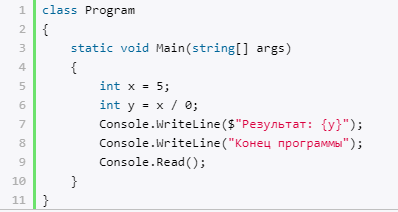 1 class Program
2 {
3     static void Main(string[] args)
4     {
5         int x = 5;
6         int y = x / 0;
7         Console.WriteLine($"Результат: {y}");
8         Console.WriteLine("Конец программы");
9         Console.Read();
10     }
11 }